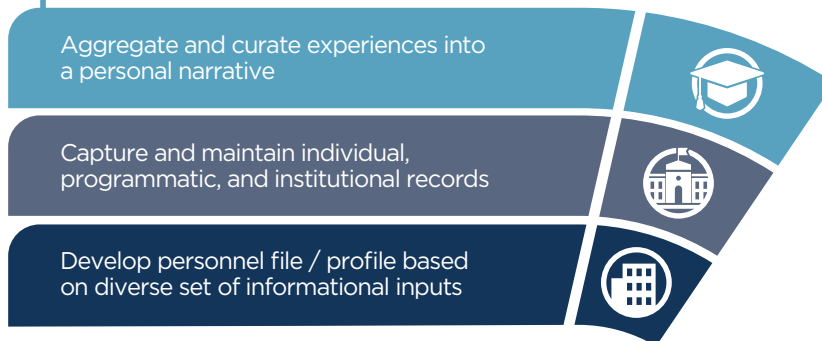 Aggregate and curate experiences into
a personal narrative
Capture and maintain individual,
programmatic, and institutional records
Develop personnel file / profile based
on diverse set of informational inputs